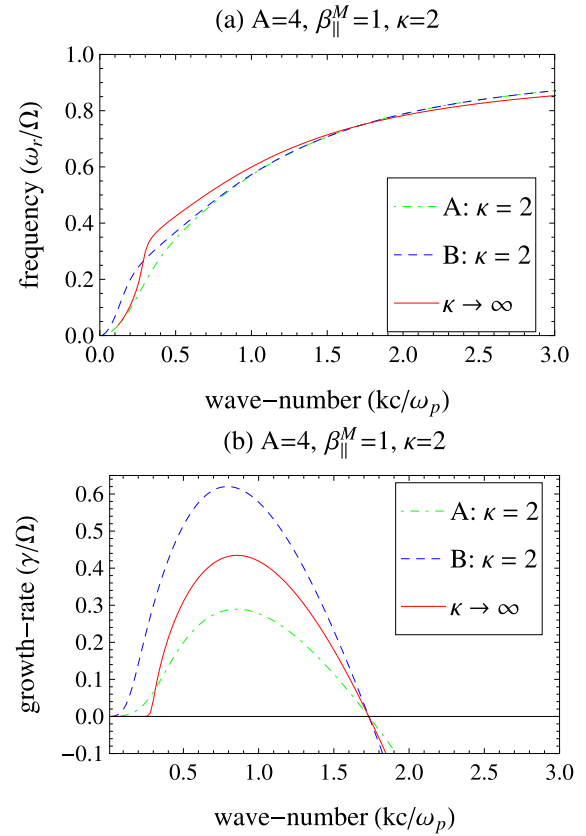 (a) A=4, β∥^M=1, κ=2
frequency (ω_r/Ω)
1.0
0.8
0.6
0.4
0.2
0.0
A: κ = 2
B: κ = 2
κ → ∞
0.0 0.5 1.0 1.5 2.0 2.5 3.0
wave−number (kc/ω_p)
(b) A=4, β∥^M=1, κ=2
growth−rate (γ/Ω)
0.6
0.5
0.4
0.3
0.2
0.1
0.0
−0.1
A: κ = 2
B: κ = 2
κ → ∞
0.5 1.0 1.5 2.0 2.5 3.0
wave−number (kc/ω_p)